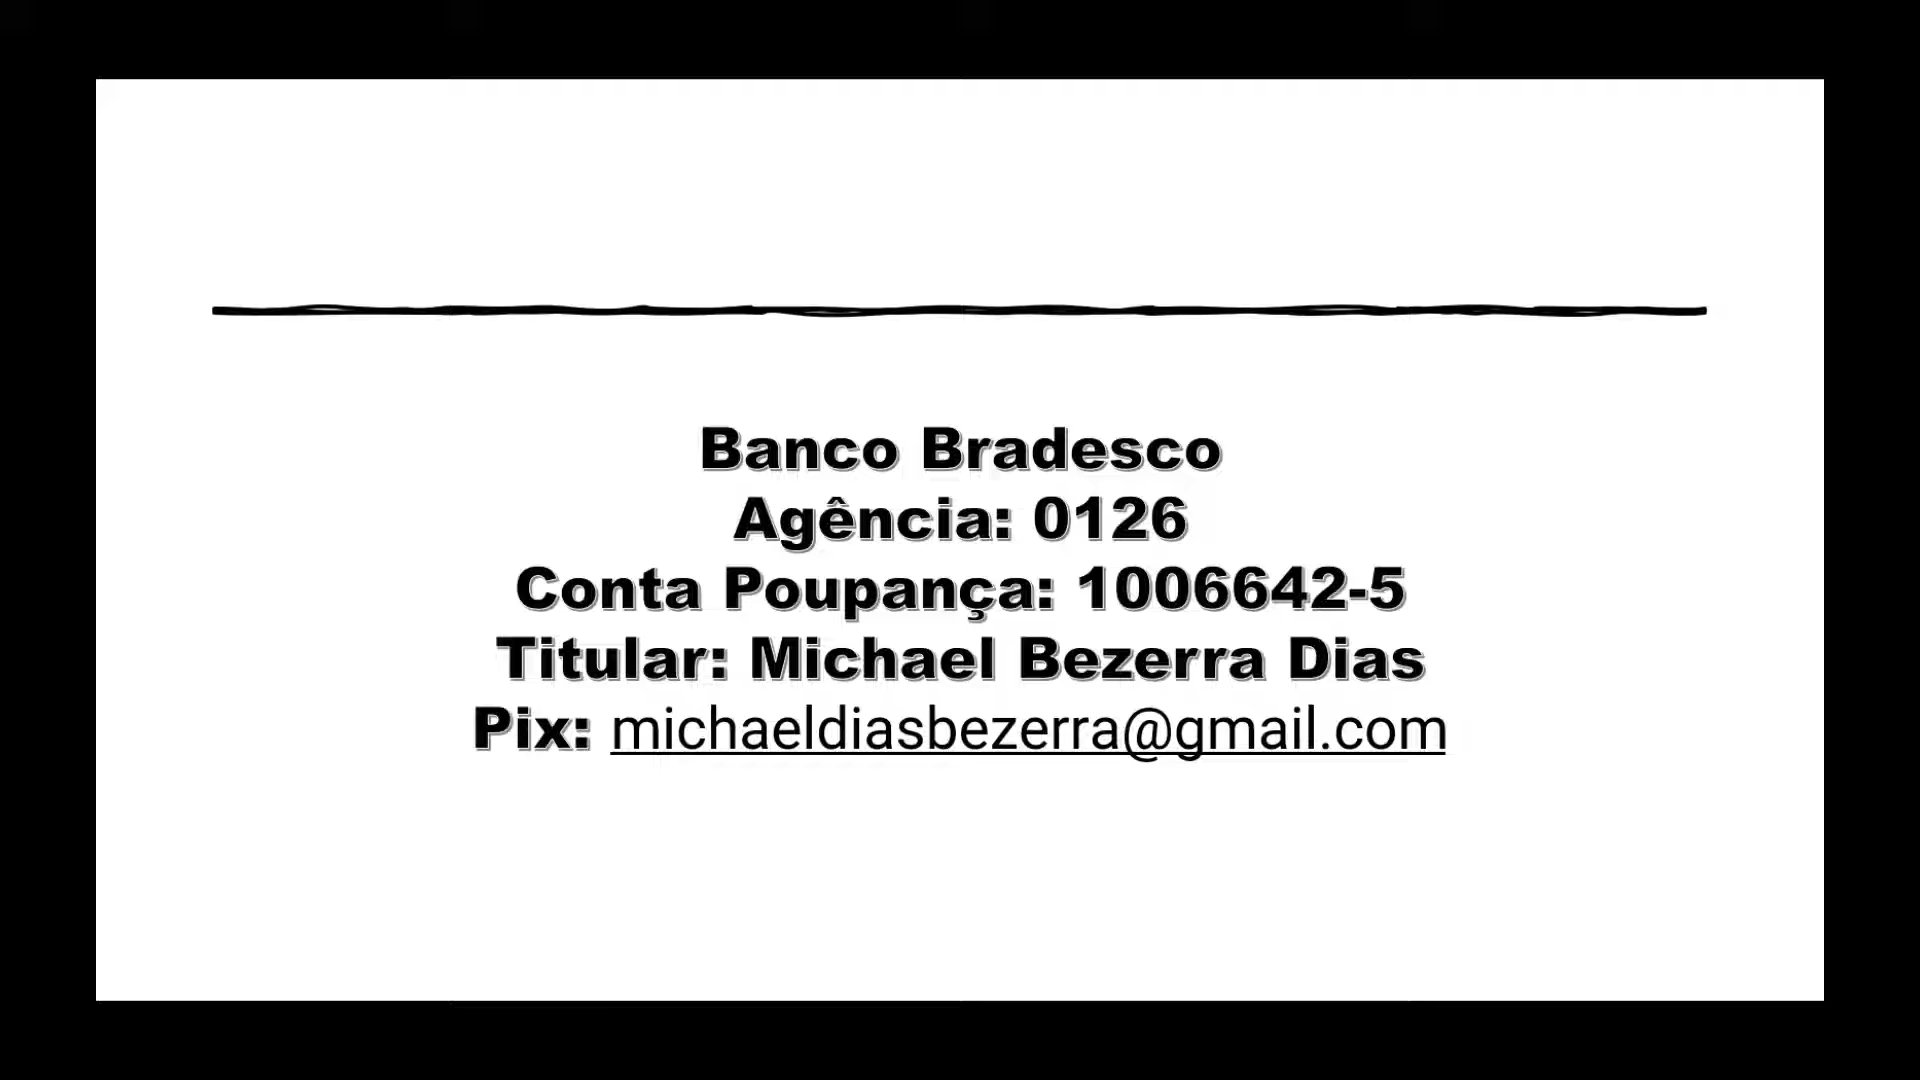 Banco Bradesco
Agência: 0126
Conta Poupança: 1006642-5
Titular: Michael Bezerra Dias
Pix: michaeldiasbezerra@gmail.com